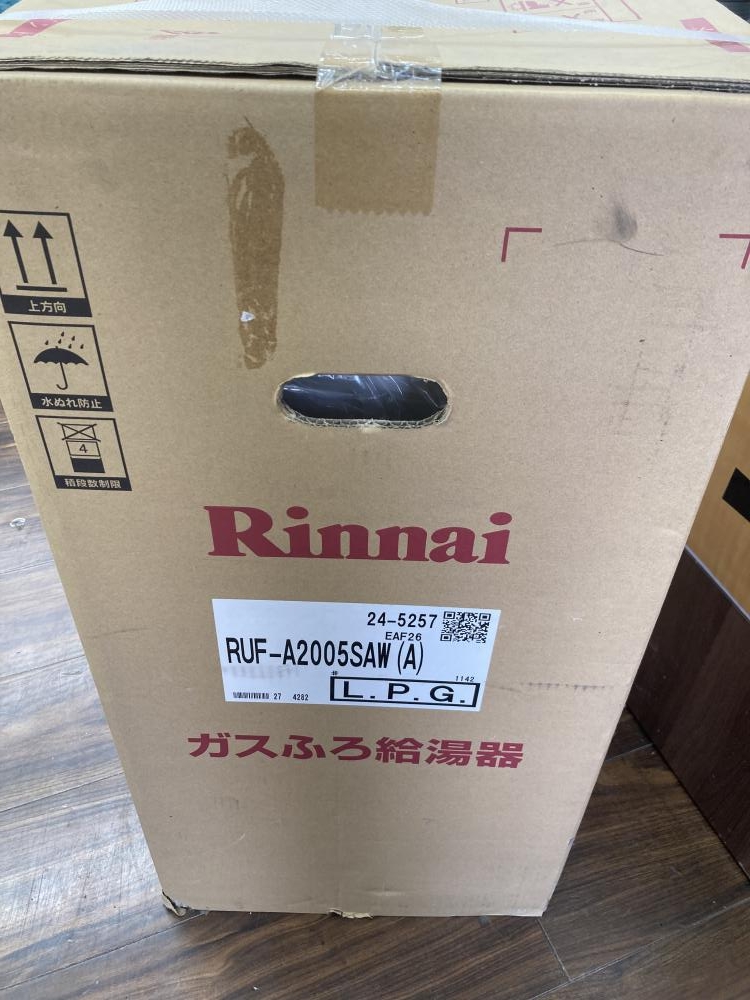 上方向
水ぬれ防止
4
積段数制限
Rinnai
24-5257
EAF26
RUF-A2005SAW(A)
1142
27 4282
L.P.G.
ガスふろ給湯器